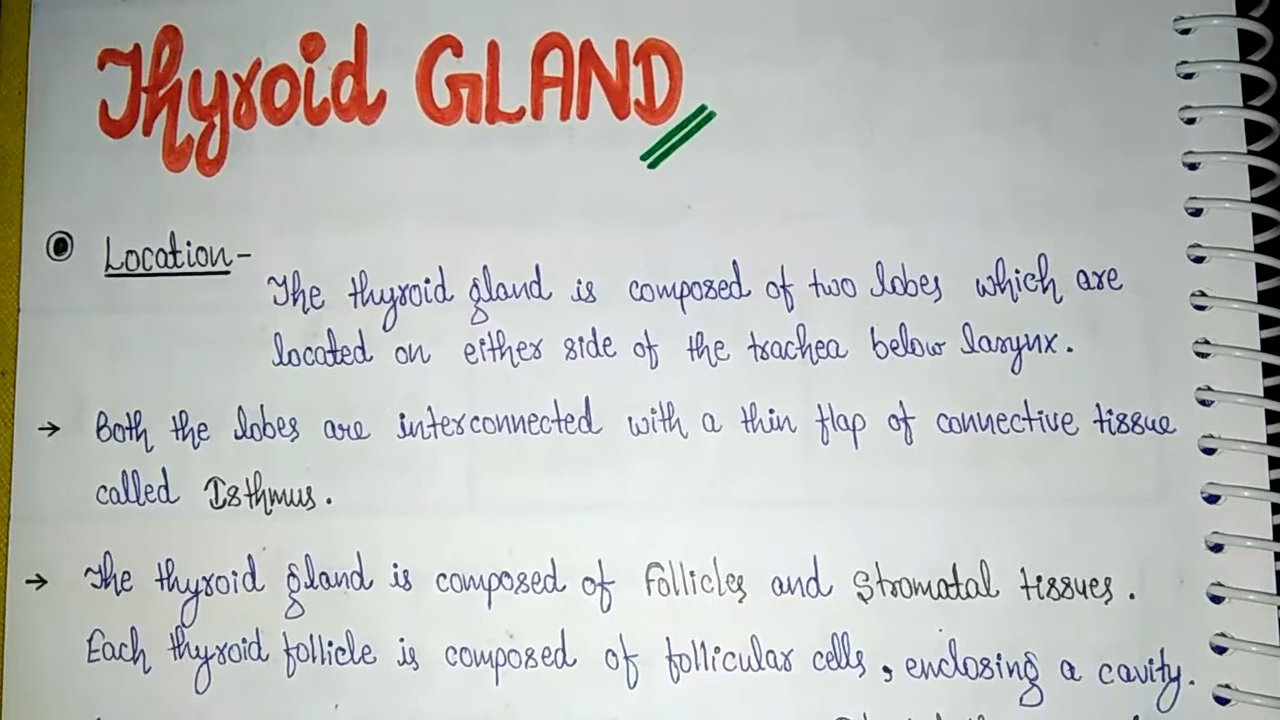 Thyroid GLAND
Location-
The thyroid gland is composed of two lobes which are
located on either side of the trachea below larynx.
→ Both the lobes are interconnected with a thin flap of connective tissue
called Isthmus.
→ The thyroid gland is composed of Follicles and Stromatal tissues.
Each thyroid follicle is composed of follicular cells, enclosing a cavity.